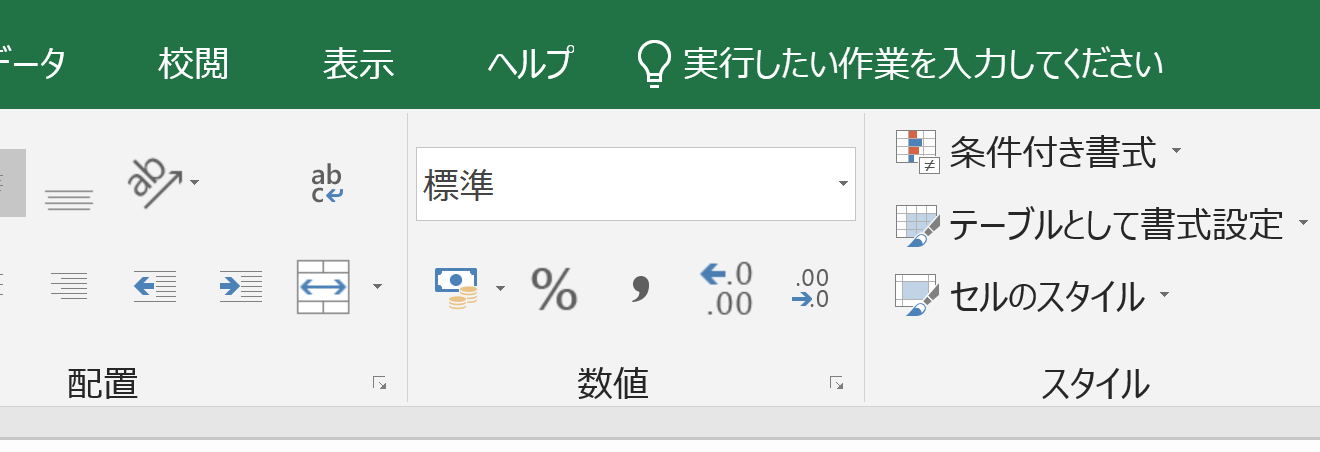 データ 校閲 表示 ヘルプ 実行したい作業を入力してください
ab
ab
c
標準
条件付き書式
テーブルとして書式設定
% , .0 .00 .00 .0
セルのスタイル
配置 数値 スタイル